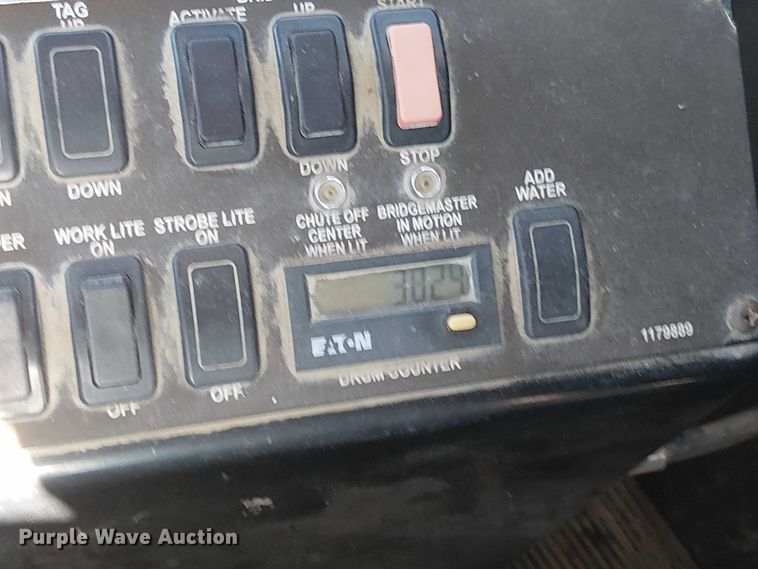 TAG
UP
ACTIVATE
UP
START
DOWN
DOWN
STOP
ADD
WATER
CHUTE OFF
CENTER
WHEN LIT
BRIDGEMASTER
IN MOTION
WHEN LIT
WORK LITE
ON
STROBE LITE
ON
EATON
DRUM COUNTER
OFF
OFF
1179889
Purple Wave Auction